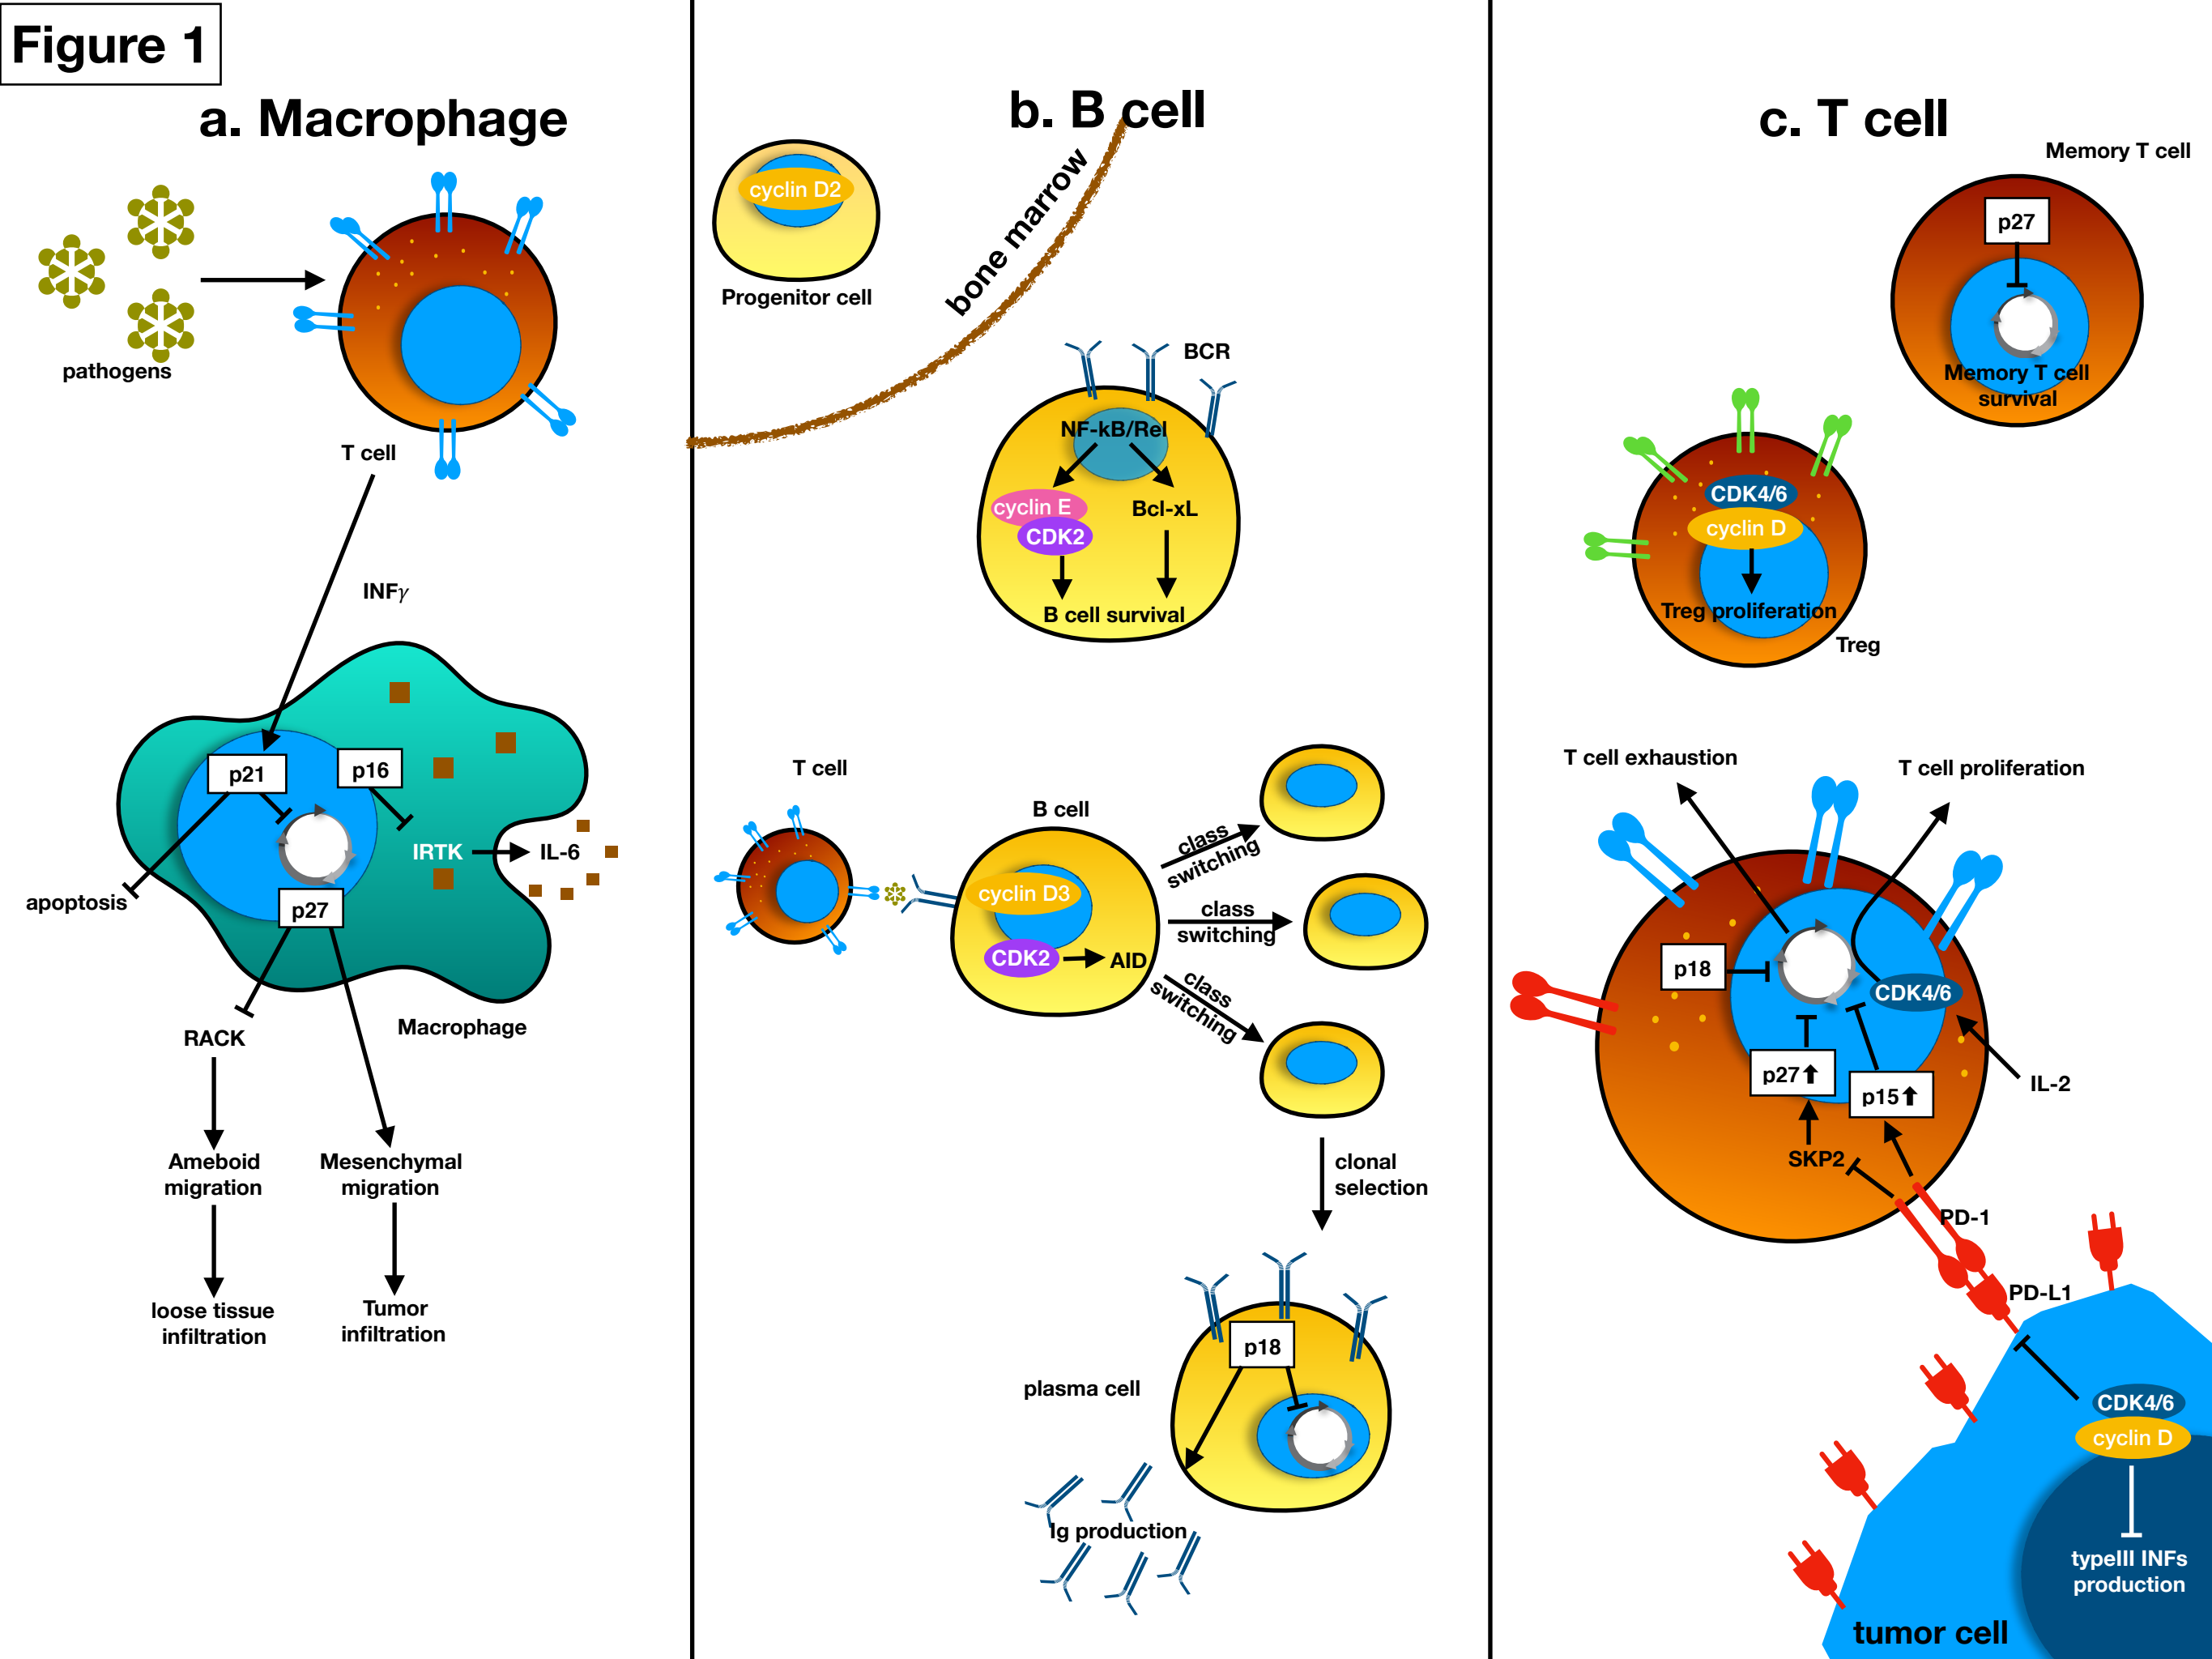 Figure 1
a. Macrophage
pathogens
T cell
INFγ
p21
p16
IRTK
IL-6
apoptosis
p27
Macrophage
RACK
Ameboid
migration
Mesenchymal
migration
loose tissue
infiltration
Tumor
infiltration
b. B cell
cyclin D2
Progenitor cell
bone marrow
BCR
NF-kB/Rel
cyclin E
CDK2
Bcl-xL
B cell survival
T cell
B cell
cyclin D3
CDK2
AID
class
switching
class
switching
class
switching
clonal
selection
p18
plasma cell
Ig production
c. T cell
Memory T cell
p27
Memory T cell
survival
CDK4/6
cyclin D
Treg proliferation
Treg
T cell exhaustion
T cell proliferation
p18
CDK4/6
p27⬆
p15⬆
IL-2
SKP2
PD-1
PD-L1
CDK4/6
cyclin D
typeIII INFs
production
tumor cell